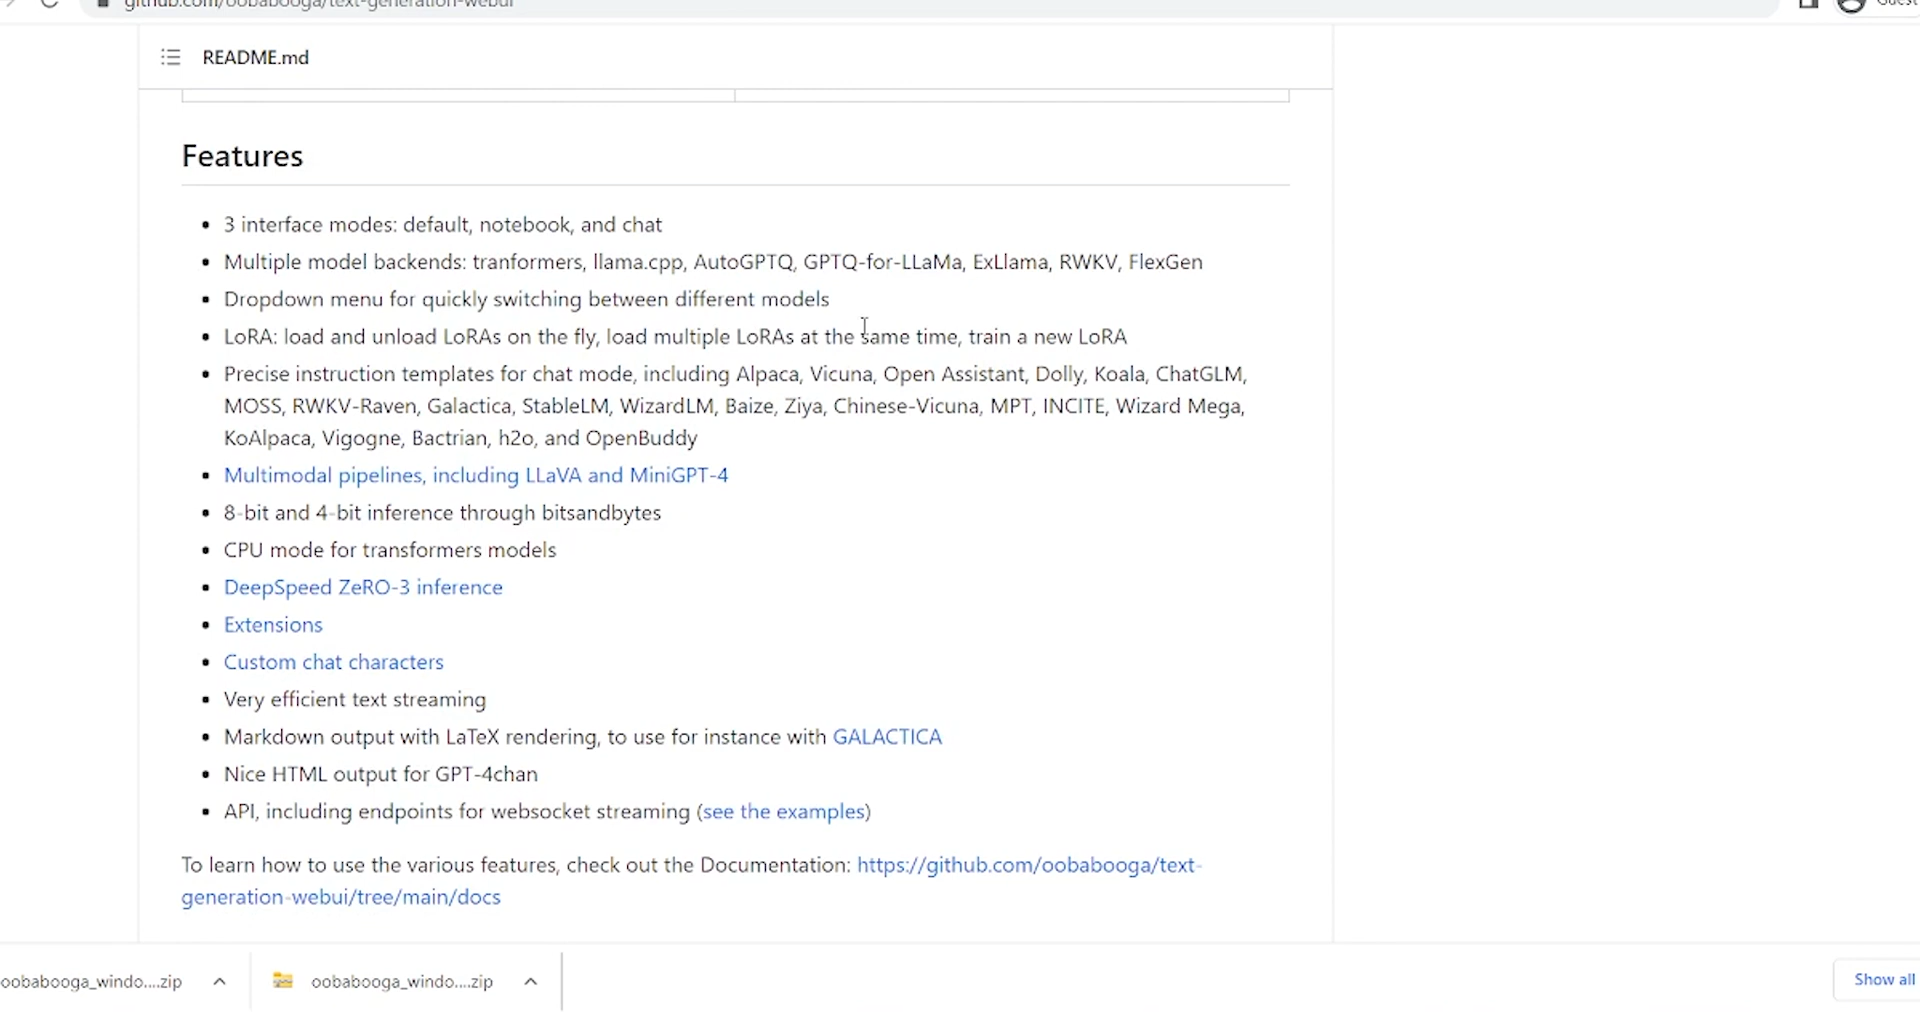 github.com/oobabooga/text-generation-webui
Guest
README.md
Features
3 interface modes: default, notebook, and chat
Multiple model backends: tranformers, llama.cpp, AutoGPTQ, GPTQ-for-LLaMa, ExLlama, RWKV, FlexGen
Dropdown menu for quickly switching between different models
LoRA: load and unload LoRAs on the fly, load multiple LoRAs at the same time, train a new LoRA
Precise instruction templates for chat mode, including Alpaca, Vicuna, Open Assistant, Dolly, Koala, ChatGLM,
MOSS, RWKV-Raven, Galactica, StableLM, WizardLM, Baize, Ziya, Chinese-Vicuna, MPT, INCITE, Wizard Mega,
KoAlpaca, Vigogne, Bactrian, h2o, and OpenBuddy
Multimodal pipelines, including LLaVA and MiniGPT-4
8-bit and 4-bit inference through bitsandbytes
CPU mode for transformers models
DeepSpeed ZeRO-3 inference
Extensions
Custom chat characters
Very efficient text streaming
Markdown output with LaTeX rendering, to use for instance with GALACTICA
Nice HTML output for GPT-4chan
API, including endpoints for websocket streaming (see the examples)
To learn how to use the various features, check out the Documentation: https://github.com/oobabooga/text-
generation-webui/tree/main/docs
oobabooga_windo....zip
oobabooga_windo....zip
Show all